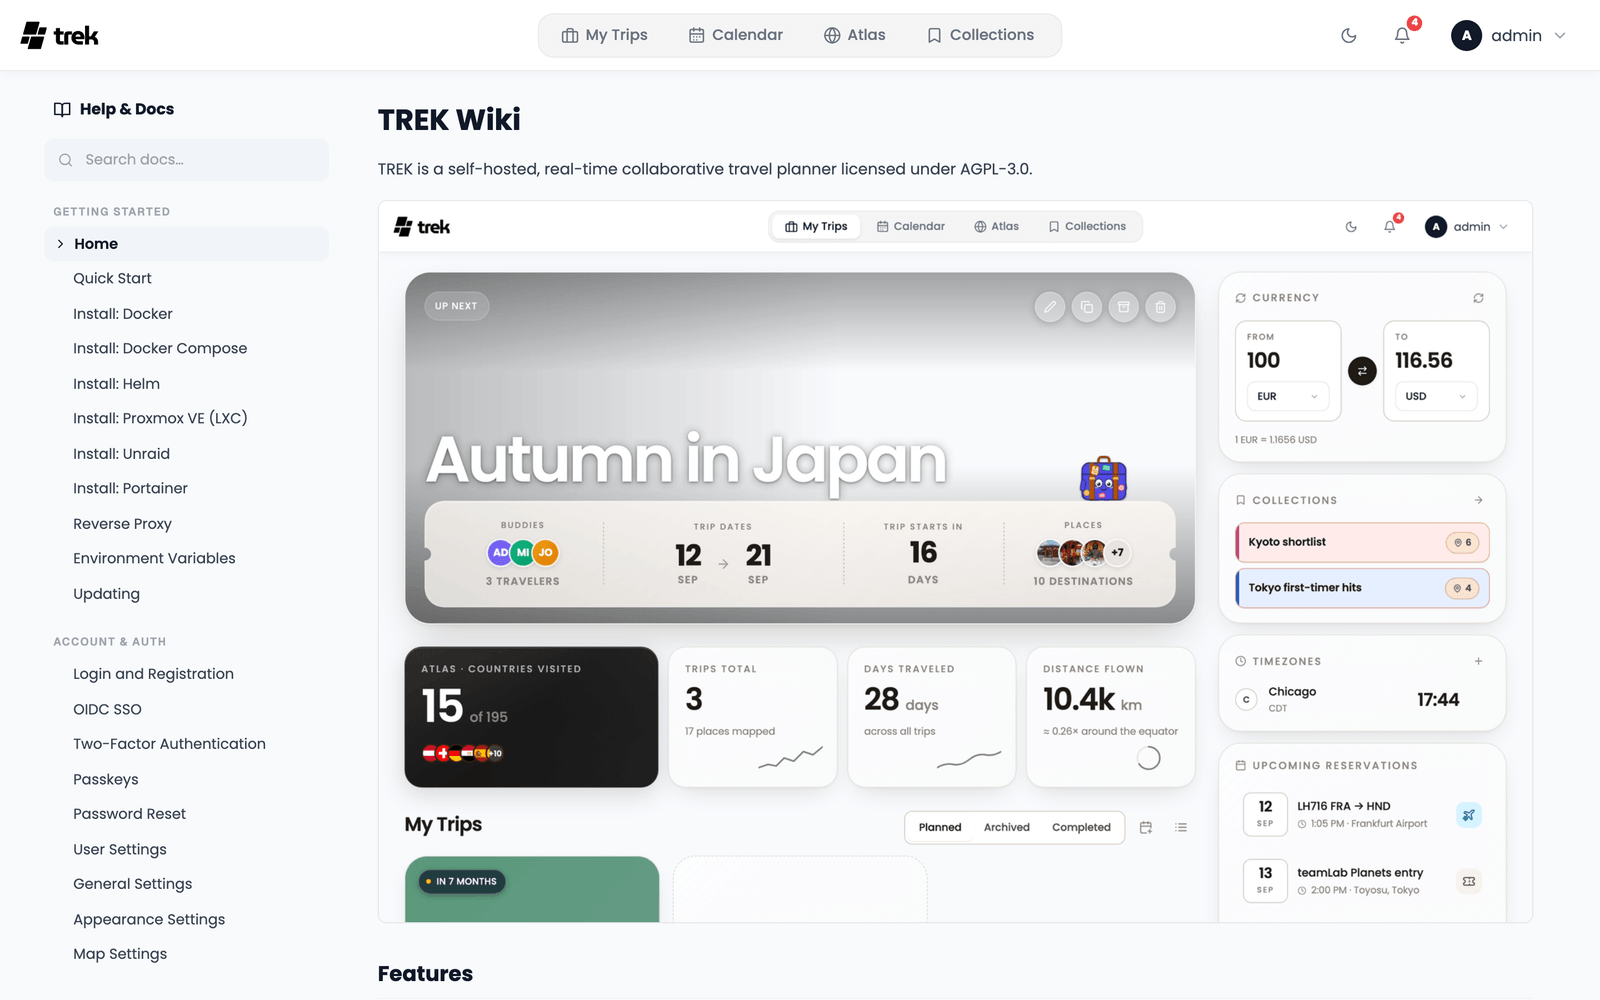 trek
My Trips
Calendar
Atlas
Collections
4
A
admin
Help & Docs
Search docs...
GETTING STARTED
Home
Quick Start
Install: Docker
Install: Docker Compose
Install: Helm
Install: Proxmox VE (LXC)
Install: Unraid
Install: Portainer
Reverse Proxy
Environment Variables
Updating
ACCOUNT & AUTH
Login and Registration
OIDC SSO
Two-Factor Authentication
Passkeys
Password Reset
User Settings
General Settings
Appearance Settings
Map Settings
TREK Wiki
TREK is a self-hosted, real-time collaborative travel planner licensed under AGPL-3.0.
trek
My Trips
Calendar
Atlas
Collections
4
A
admin
UP NEXT
Autumn in Japan
BUDDIES
AD MI JO
3 TRAVELERS
TRIP DATES
12 → 21
SEP SEP
TRIP STARTS IN
16
DAYS
PLACES
+7
10 DESTINATIONS
ATLAS · COUNTRIES VISITED
15 of 195
+10
TRIPS TOTAL
3
17 places mapped
DAYS TRAVELED
28 days
across all trips
DISTANCE FLOWN
10.4k km
≈ 0.26× around the equator
My Trips
Planned
Archived
Completed
IN 7 MONTHS
CURRENCY
FROM
100
EUR
TO
116.56
USD
1 EUR = 1.1656 USD
COLLECTIONS
Kyoto shortlist
6
Tokyo first-timer hits
4
TIMEZONES
C
Chicago
CDT
17:44
UPCOMING RESERVATIONS
12
SEP
LH716 FRA → HND
1:05 PM · Frankfurt Airport
13
SEP
teamLab Planets entry
2:00 PM · Toyosu, Tokyo
Features